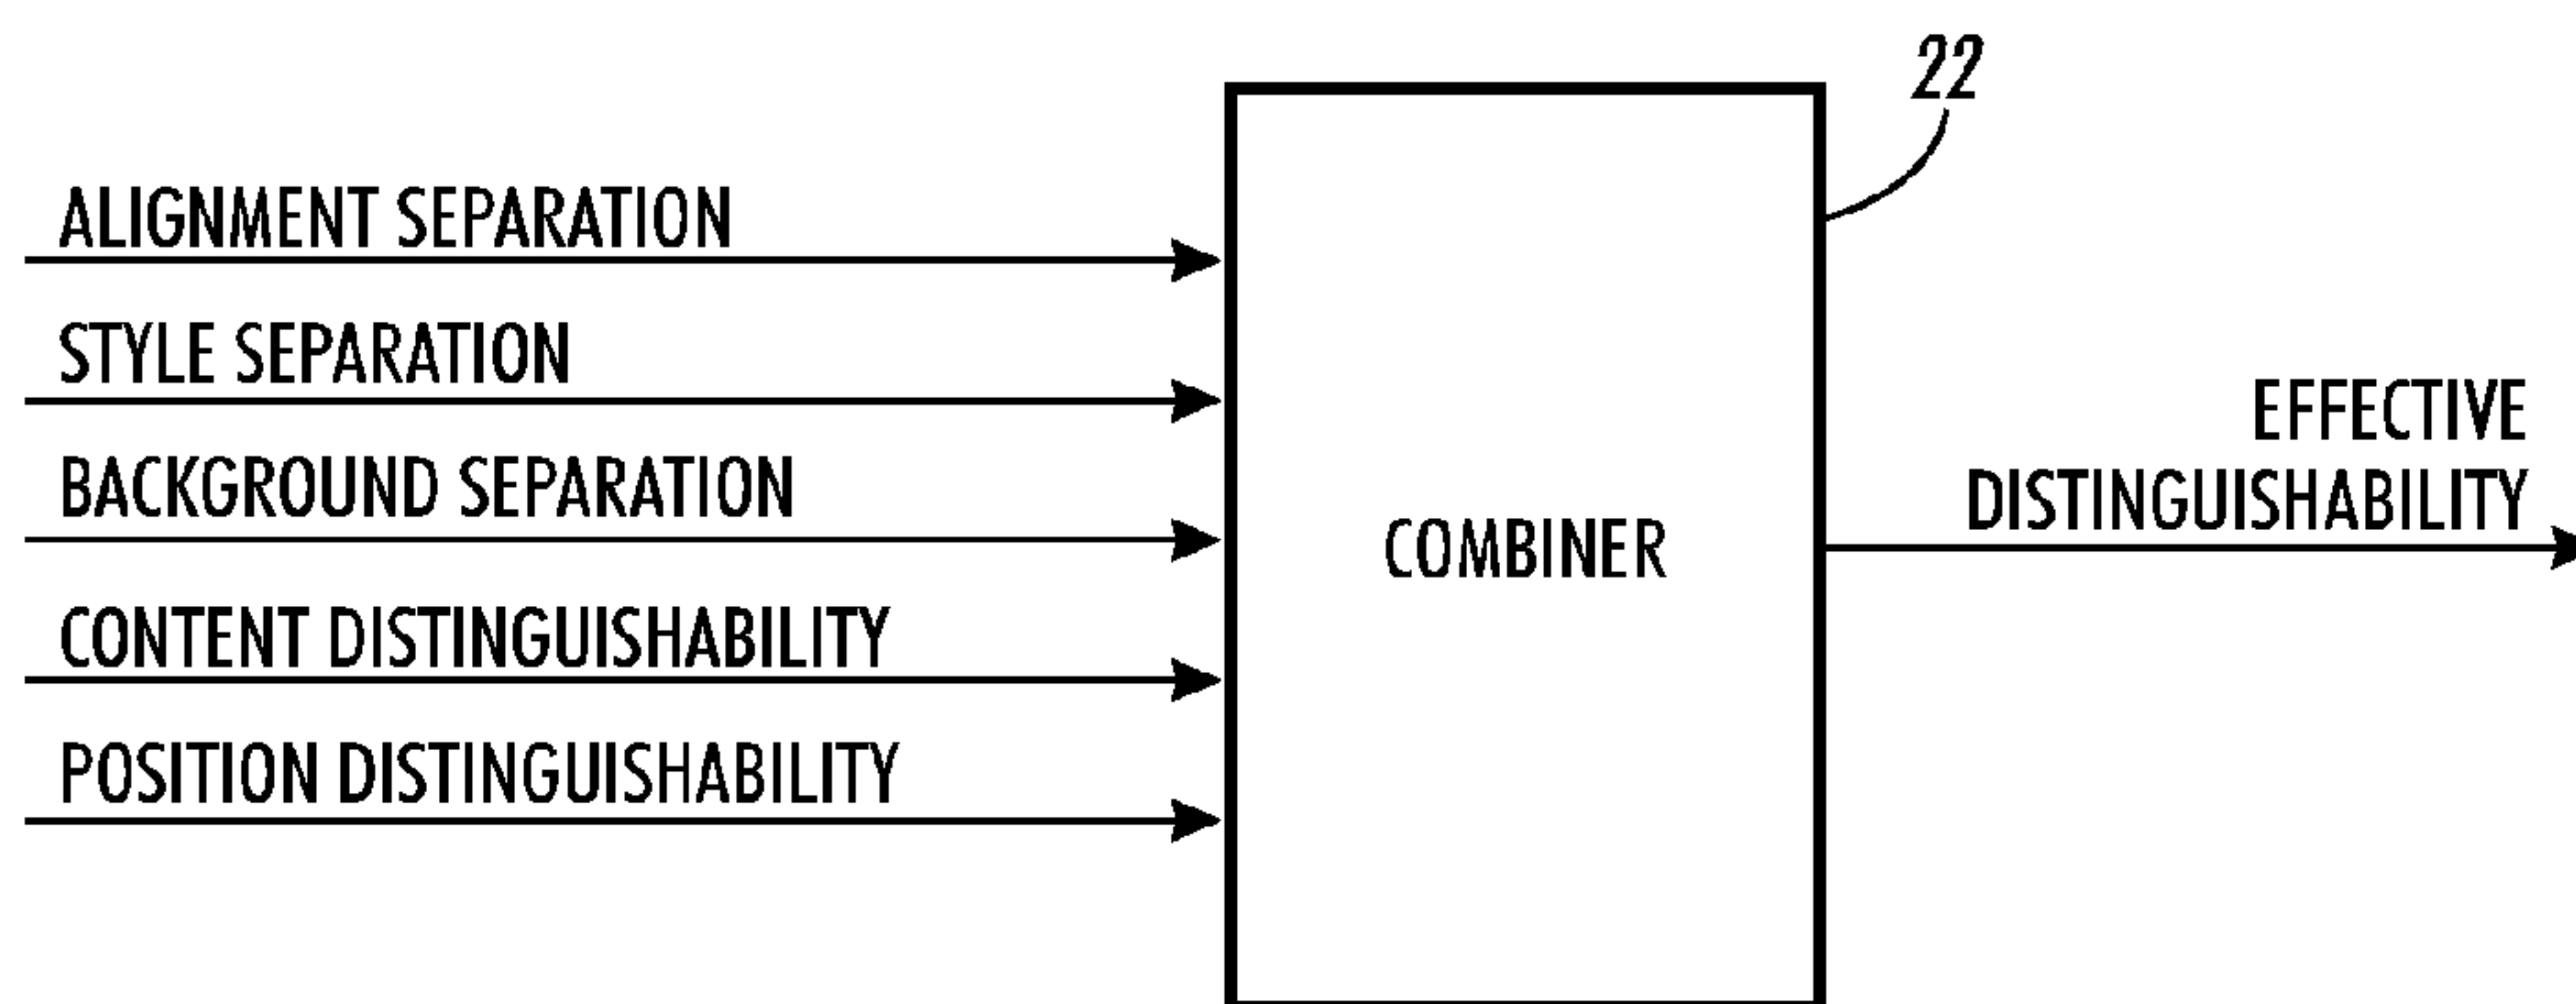 22
ALIGNMENT SEPARATION
STYLE SEPARATION
BACKGROUND SEPARATION
CONTENT DISTINGUISHABILITY
POSITION DISTINGUISHABILITY
COMBINER
EFFECTIVE
DISTINGUISHABILITY